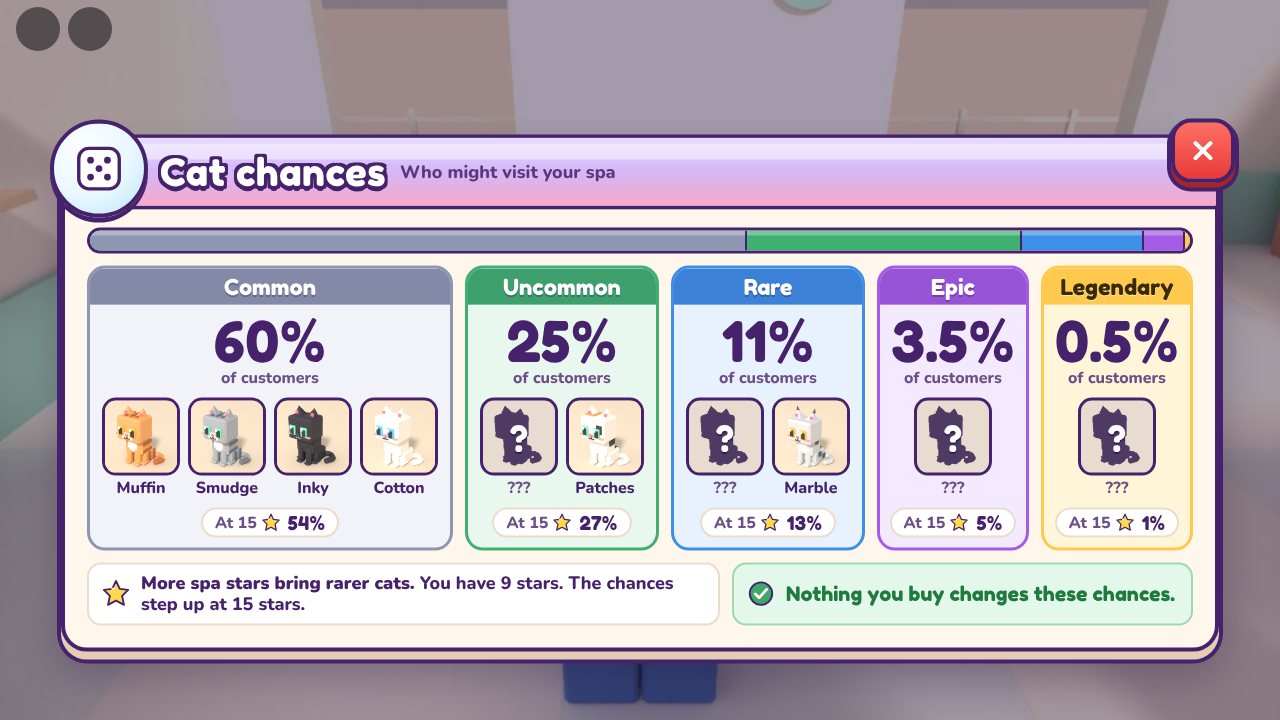 Cat chances
Who might visit your spa
Common
60%
of customers
Muffin
Smudge
Inky
Cotton
At 15 54%
Uncommon
25%
of customers
?
???
Patches
At 15 27%
Rare
11%
of customers
?
???
Marble
At 15 13%
Epic
3.5%
of customers
?
???
At 15 5%
Legendary
0.5%
of customers
?
???
At 15 1%
More spa stars bring rarer cats. You have 9 stars. The chances
step up at 15 stars.
Nothing you buy changes these chances.